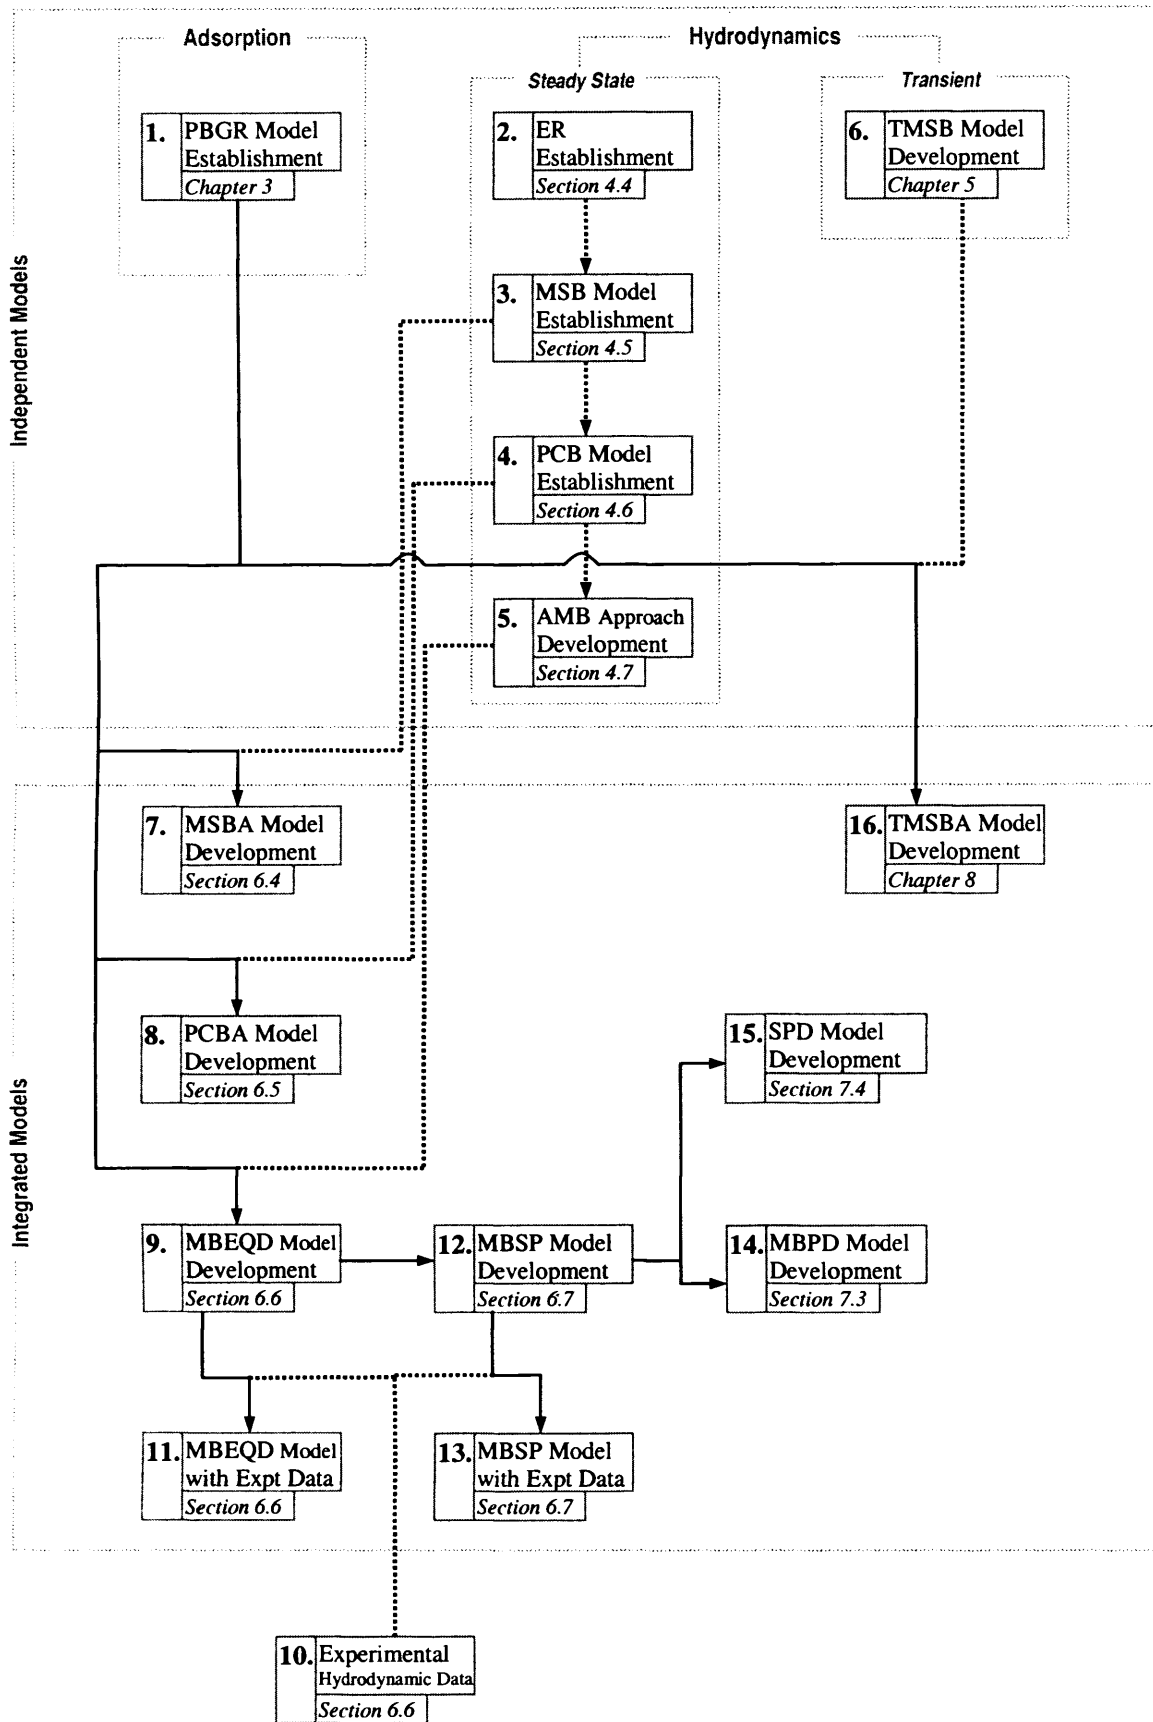 Adsorption
Hydrodynamics
Steady State
Transient
Independent Models
1. PBGR Model
Establishment
Chapter 3
2. ER
Establishment
Section 4.4
6. TMSB Model
Development
Chapter 5
3. MSB Model
Establishment
Section 4.5
4. PCB Model
Establishment
Section 4.6
5. AMB Approach
Development
Section 4.7
Integrated Models
7. MSBA Model
Development
Section 6.4
16. TMSBA Model
Development
Chapter 8
8. PCBA Model
Development
Section 6.5
15. SPD Model
Development
Section 7.4
9. MBEQD Model
Development
Section 6.6
12. MBSP Model
Development
Section 6.7
14. MBPD Model
Development
Section 7.3
11. MBEQD Model
with Expt Data
Section 6.6
13. MBSP Model
with Expt Data
Section 6.7
10. Experimental
Hydrodynamic Data
Section 6.6